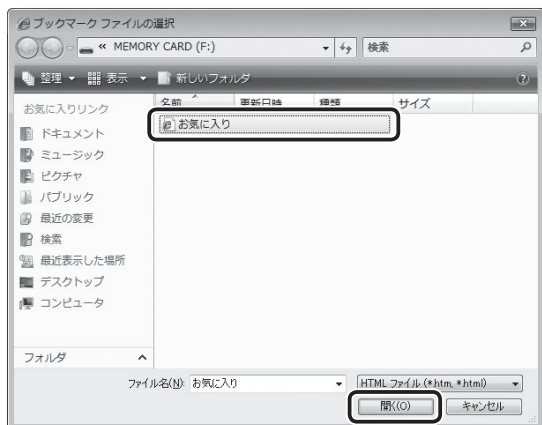 ブックマーク ファイルの選択
« MEMORY CARD (F:)
検索
整理 表示 新しいフォルダ
お気に入りリンク
名前 更新日時 種類 サイズ
お気に入り
ドキュメント
ミュージック
ピクチャ
パブリック
最近の変更
検索
最近表示した場所
デスクトップ
コンピュータ
フォルダ
ファイル名(N): お気に入り
HTML ファイル (*.htm, *.html)
開く(O) キャンセル